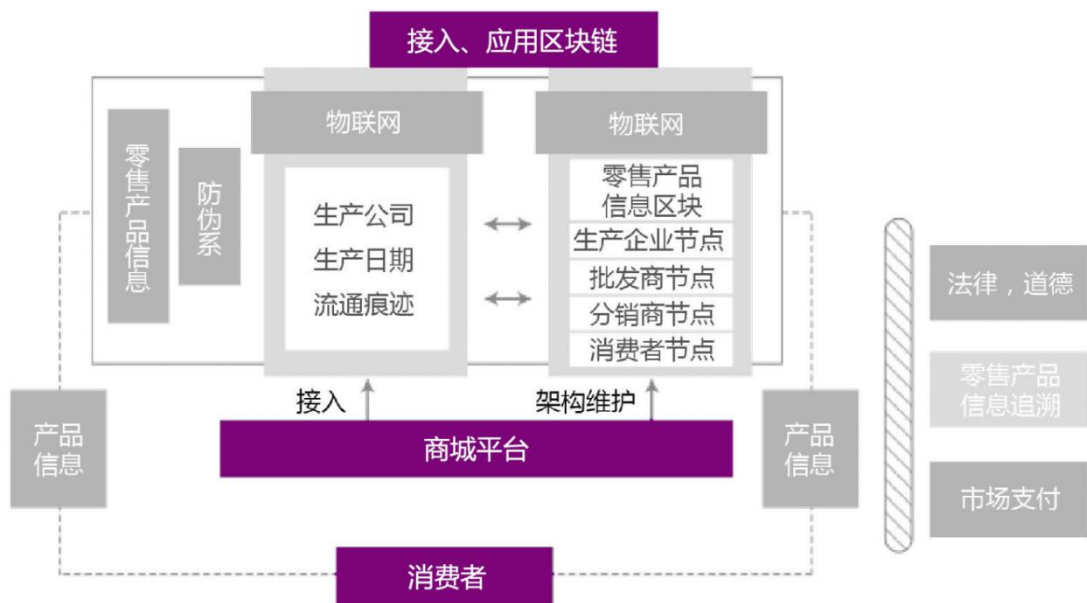 接入、应用区块链
物联网
物联网
零售产品信息
防伪系
生产公司
生产日期
流通痕迹
零售产品
信息区块
生产企业节点
批发商节点
分销商节点
消费者节点
接入
架构维护
商城平台
产品
信息
产品
信息
消费者
法律，道德
零售产品
信息追溯
市场支付